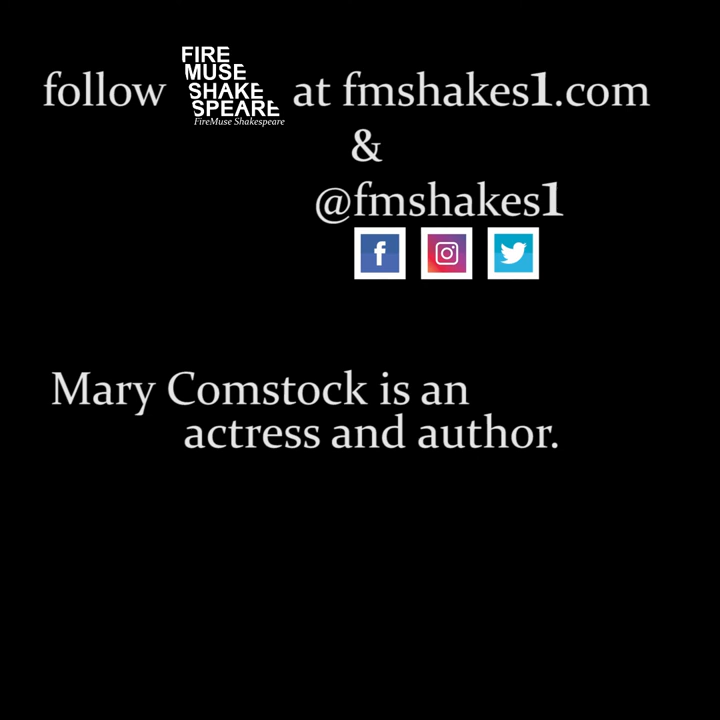 FIRE
MUSE
SHAKE
SPEARE
FireMuse Shakespeare
follow at fmshakes1.com
&
@fmshakes1
f
Mary Comstock is an
actress and author.